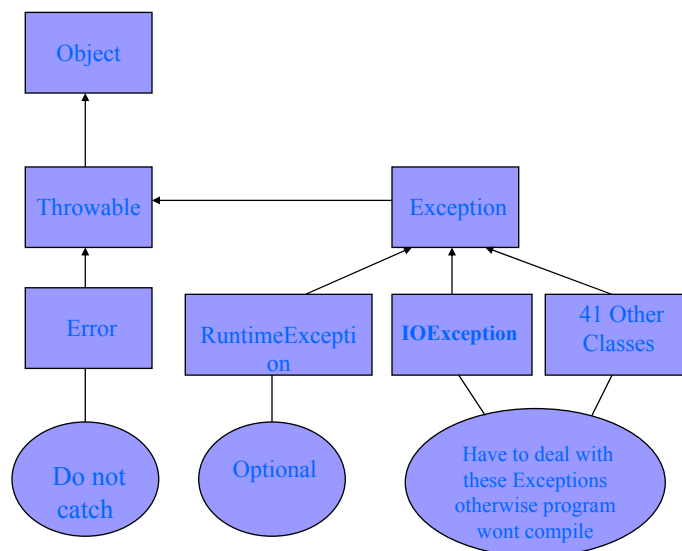 Object
Throwable
Exception
Error
RuntimeExcepti
on
IOException
41 Other
Classes
Do not
catch
Optional
Have to deal with
these Exceptions
otherwise program
wont compile